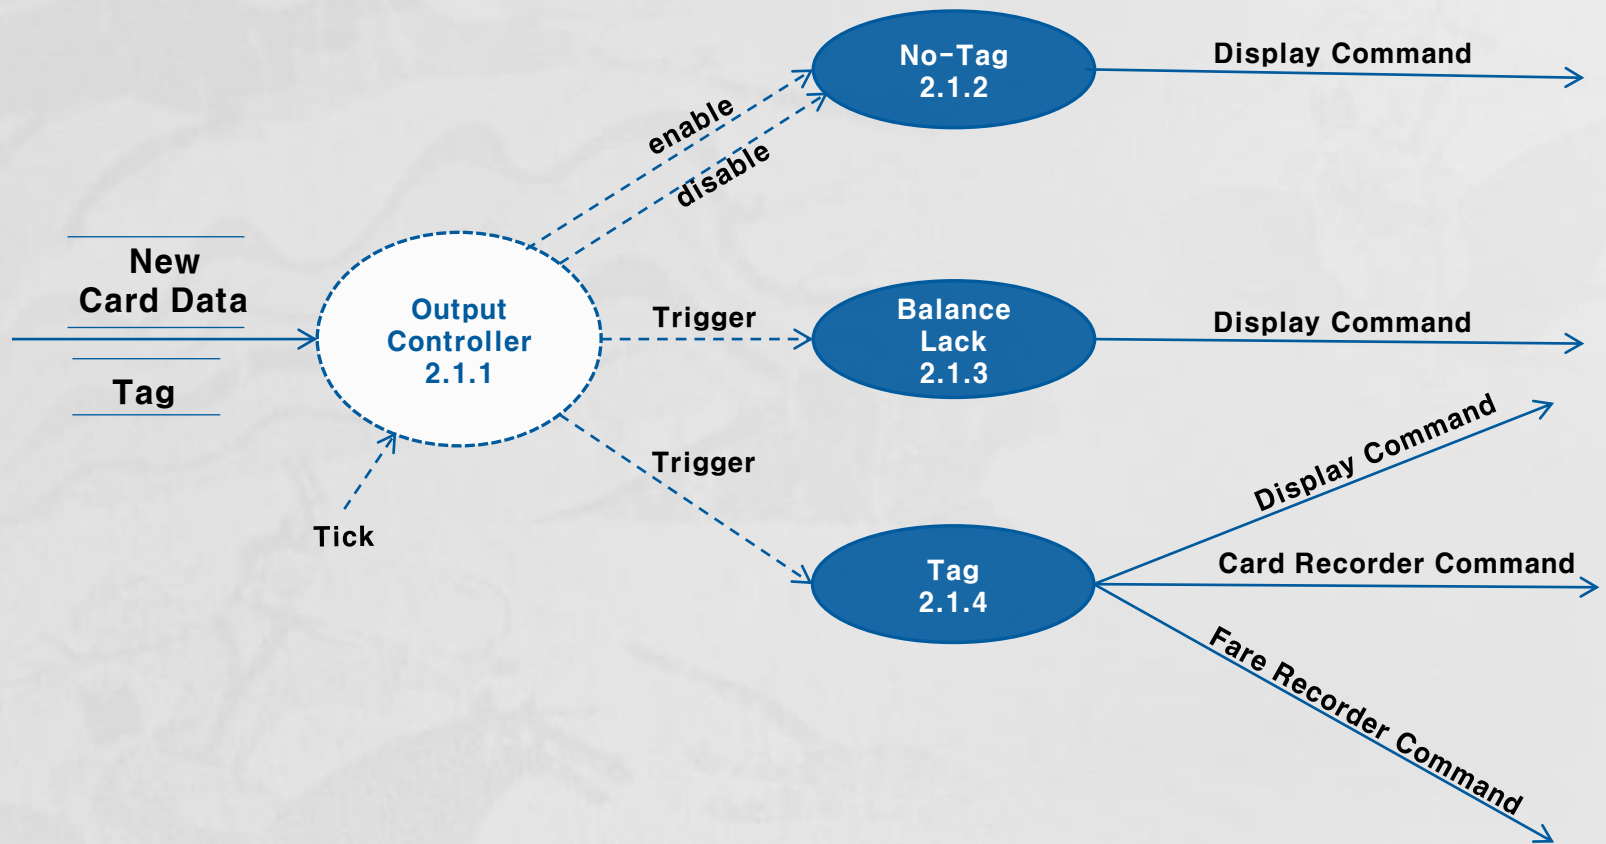 No-Tag
2.1.2
Display Command
enable
disable
New
Card Data
Tag
Output
Controller
2.1.1
Tick
Trigger
Balance
Lack
2.1.3
Display Command
Trigger
Tag
2.1.4
Display Command
Card Recorder Command
Fare Recorder Command